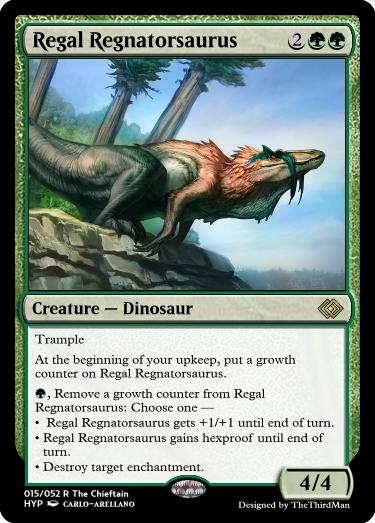 Regal Regnatorsaurus 2
Creature — Dinosaur
Trample
At the beginning of your upkeep, put a growth
counter on Regal Regnatorsaurus.
, Remove a growth counter from Regal
Regnatorsaurus: Choose one —
• Regal Regnatorsaurus gets +1/+1 until end of turn.
• Regal Regnatorsaurus gains hexproof until end of
turn.
• Destroy target enchantment.
4/4
015/052 R The Chieftain
HYP CARLO-ARELLANO
Designed by TheThirdMan